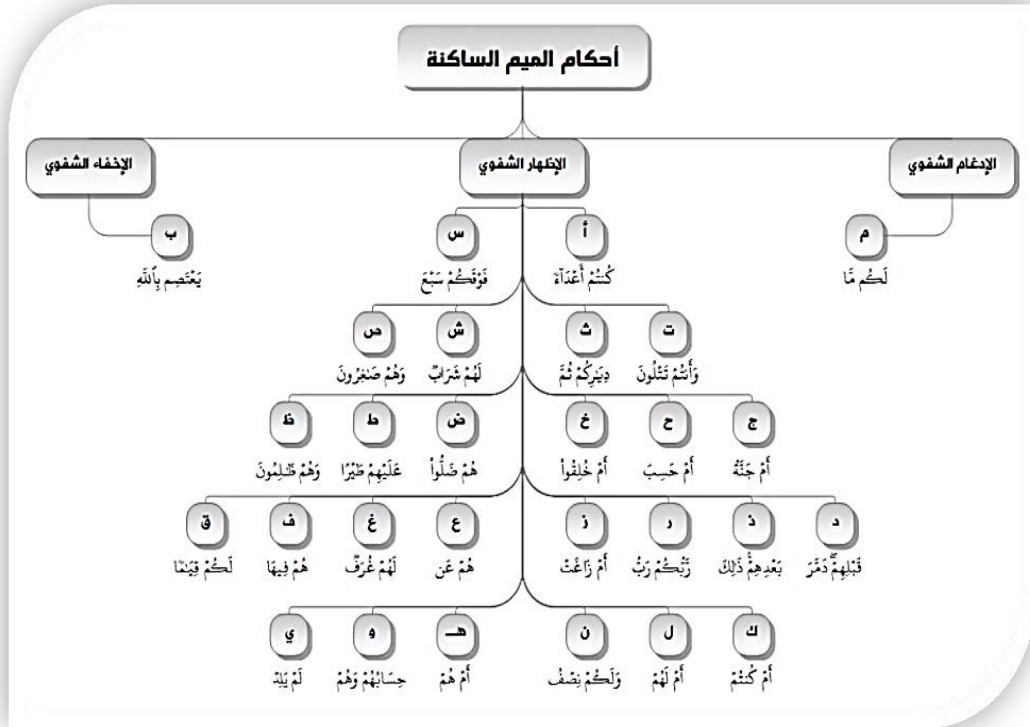 أحكام الميم الساكنة
الإدغام الشفوي الإظهار الشفوي الإخفاء الشفوي
م أ س ب
لَكُم مَّا كُنتُمْ أَعْدَآءً فَوْقَكُمْ سَبْعَ يَعْتَصِم بِٱللَّهِ
ت ث ش ص
وَأَنتُمْ تَتْلُونَ دِيَٰرِكُمْ ثُمَّ لَهُمْ شَرَابٌ وَهُمْ صَٰغِرُونَ
ج ح خ ض ط ظ
أَمْ جَنَّةُ أَمْ حَسِبَ أَمْ خُلِقُوا۟ هُمْ ضَلُّوا۟ عَلَيْهِمْ طَيْرًا وَهُمْ ظَٰلِمُونَ
د ذ ر ز ع غ ف ق
قَبْلِهِمْ ۖ دَمَّرَ بَعْدِهِمْ ۚ ذَٰلِكَ رَّبُّكُمْ رَبُّ أَمْ زَاغَتْ هُمْ عَن لَهُمْ غُرَفٌ هُمْ فِيهَا لَكُمْ قِيَٰمًا
ك ل ن هـ و ي
أَمْ كُنتُمْ أَمْ لَهُمْ وَلَكُمْ نِصْفُ أَمْ هُمْ حِسَابُهُمْ وَهُمْ لَمْ يَلِدْ